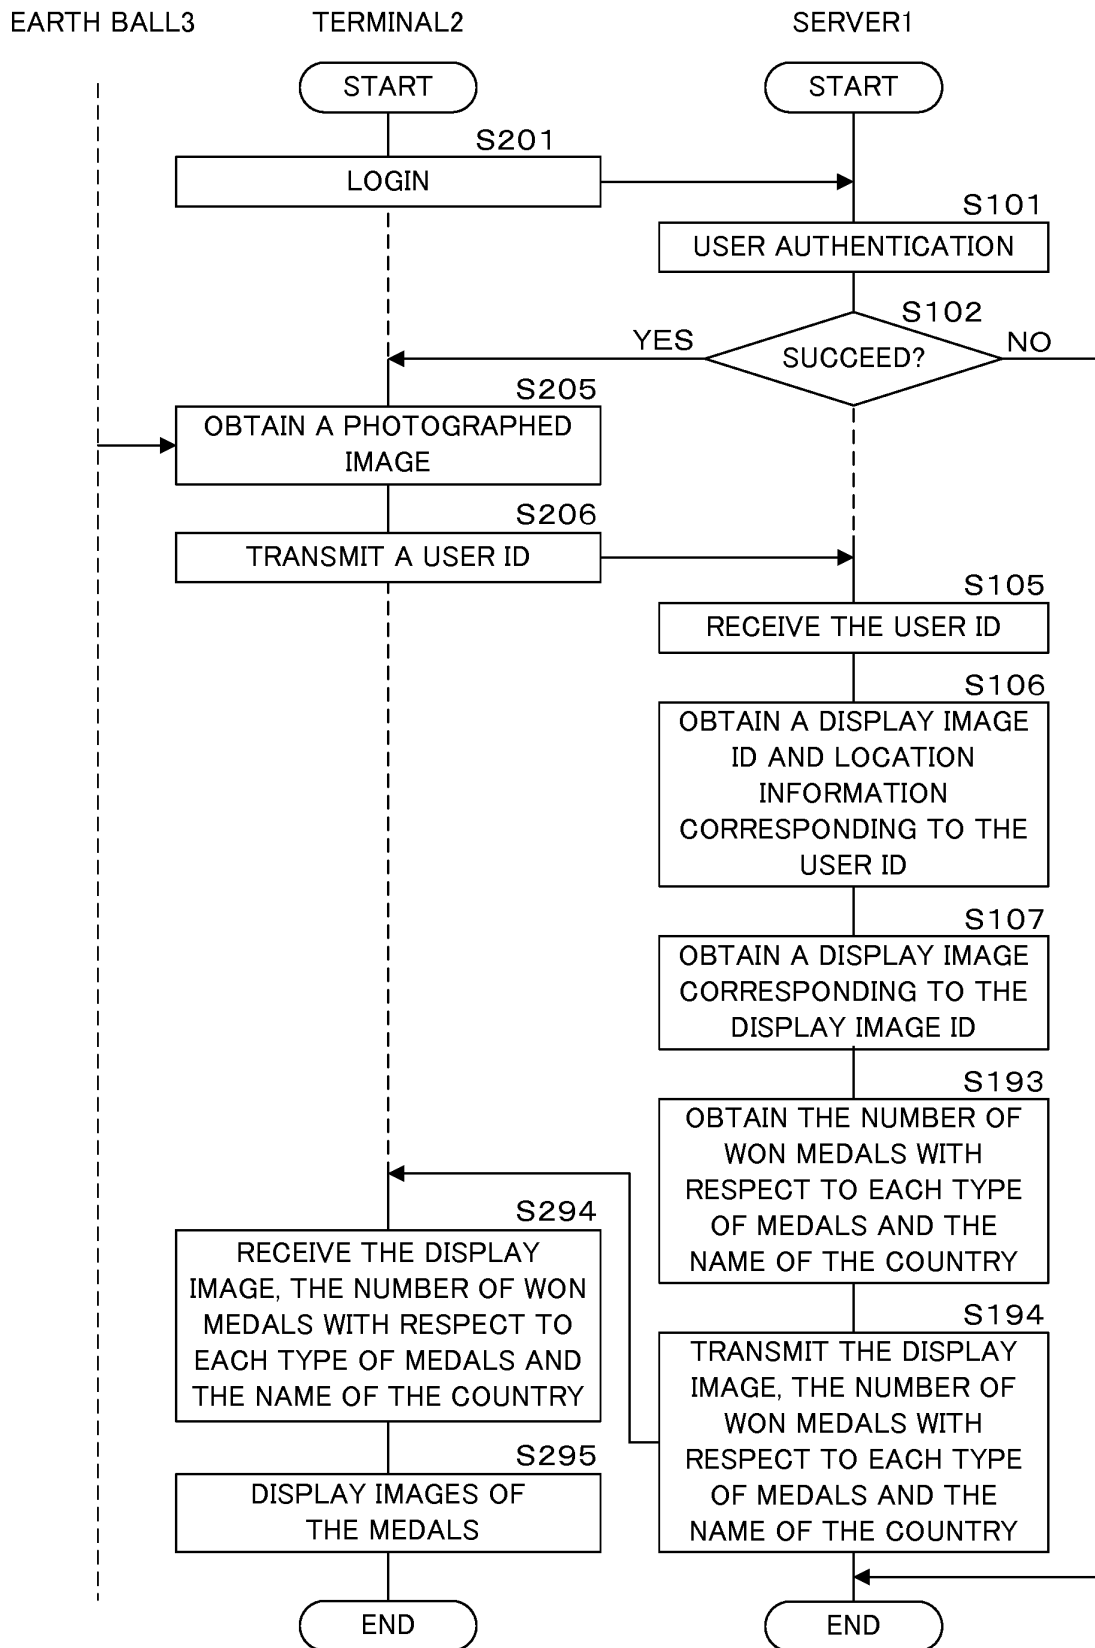 EARTH BALL3
TERMINAL2
SERVER1
START
START
S201
LOGIN
S101
USER AUTHENTICATION
S102
YES
SUCCEED?
NO
S205
OBTAIN A PHOTOGRAPHED
IMAGE
S206
TRANSMIT A USER ID
S105
RECEIVE THE USER ID
S106
OBTAIN A DISPLAY IMAGE
ID AND LOCATION
INFORMATION
CORRESPONDING TO THE
USER ID
S107
OBTAIN A DISPLAY IMAGE
CORRESPONDING TO THE
DISPLAY IMAGE ID
S193
OBTAIN THE NUMBER OF
WON MEDALS WITH
RESPECT TO EACH TYPE
OF MEDALS AND THE
NAME OF THE COUNTRY
S294
RECEIVE THE DISPLAY
IMAGE, THE NUMBER OF WON
MEDALS WITH RESPECT TO
EACH TYPE OF MEDALS AND
THE NAME OF THE COUNTRY
S194
TRANSMIT THE DISPLAY
IMAGE, THE NUMBER OF
WON MEDALS WITH
RESPECT TO EACH TYPE
OF MEDALS AND THE
NAME OF THE COUNTRY
S295
DISPLAY IMAGES OF
THE MEDALS
END
END